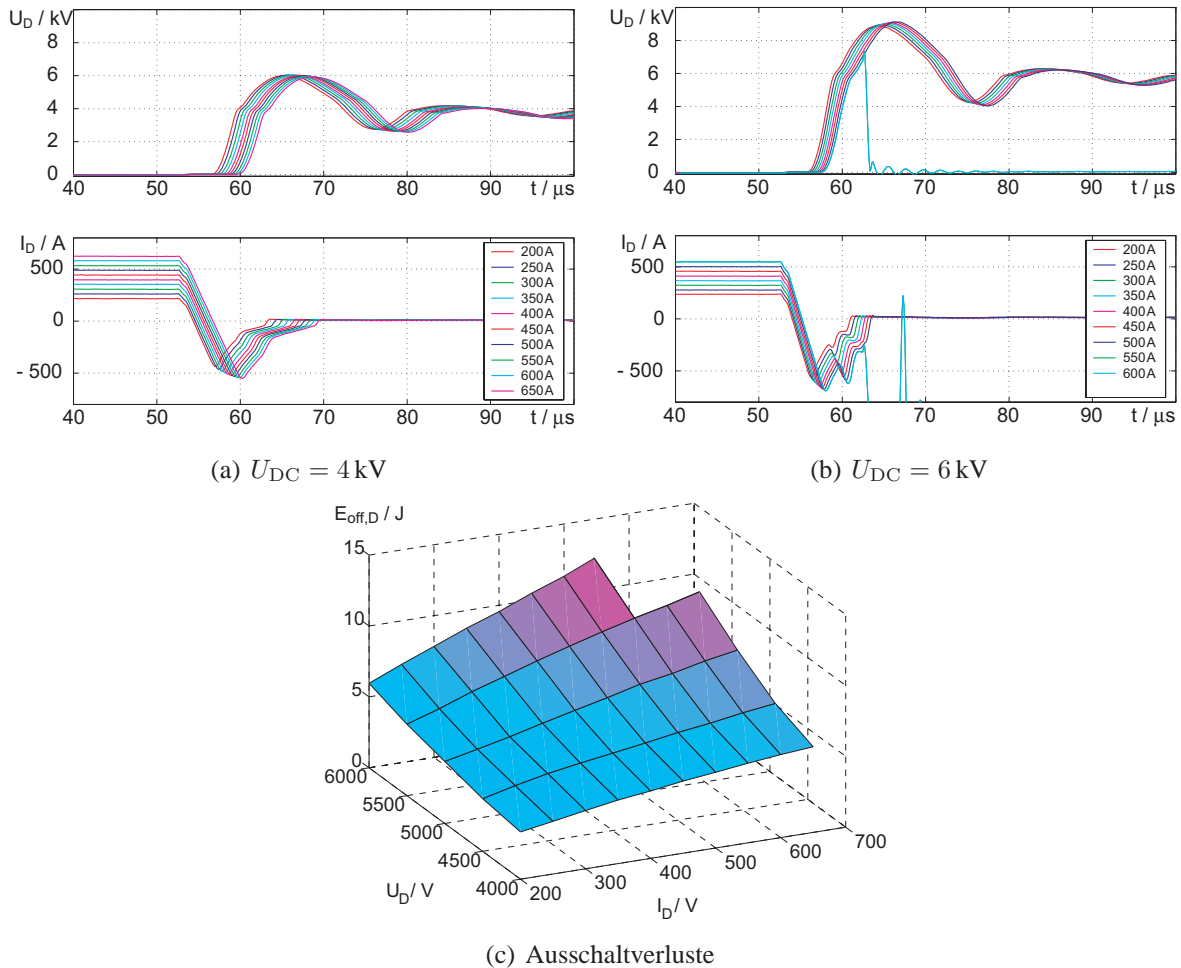 U_D / kV
8
6
4
2
0
40 50 60 70 80 90 t / μs
I_D / A
500
0
- 500
40 50 60 70 80 90 t / μs
200A
250A
300A
350A
400A
450A
500A
550A
600A
650A
(a) U_DC = 4 kV
U_D / kV
8
6
4
2
0
40 50 60 70 80 90 t / μs
I_D / A
500
0
- 500
40 50 60 70 80 90 t / μs
200A
250A
300A
350A
400A
450A
500A
550A
600A
(b) U_DC = 6 kV
E_off,D / J
15
10
5
0
6000
5500
5000
4500
4000
U_D / V
200
300
400
500
600
700
I_D / V
(c) Ausschaltverluste